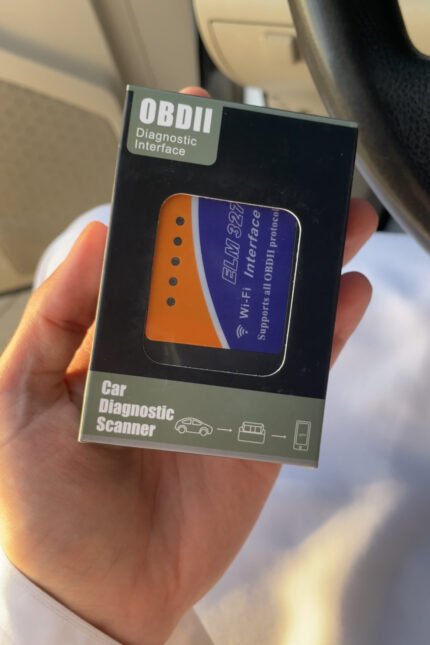 OBDII
Diagnostic
Interface
ELM 327
Wi-Fi Interface
Supports all OBDII protocol
Car
Diagnostic
Scanner